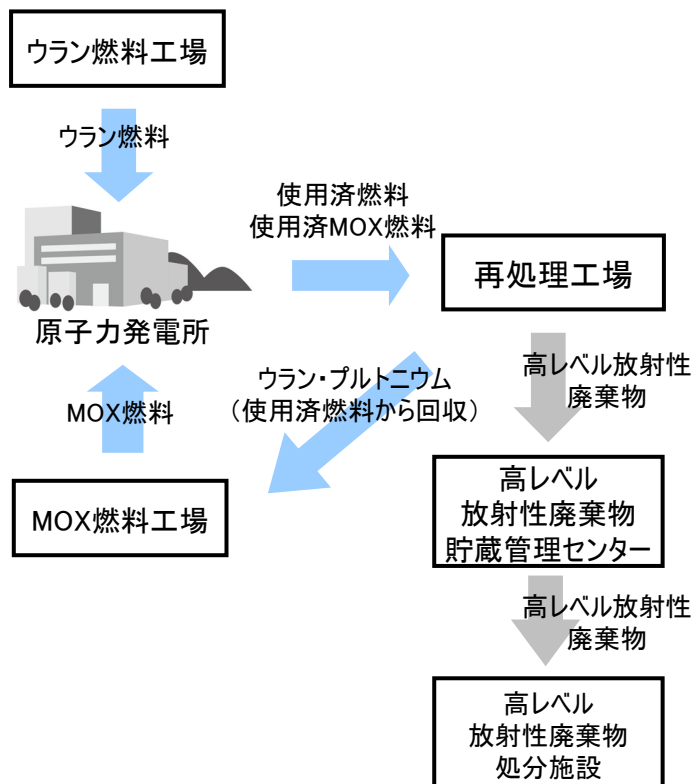 ウラン燃料工場
ウラン燃料
使用済燃料
使用済MOX燃料
再処理工場
原子力発電所
高レベル放射性
廃棄物
ウラン・プルトニウム
（使用済燃料から回収）
MOX燃料
MOX燃料工場
高レベル
放射性廃棄物
貯蔵管理センター
高レベル放射性
廃棄物
高レベル
放射性廃棄物
処分施設